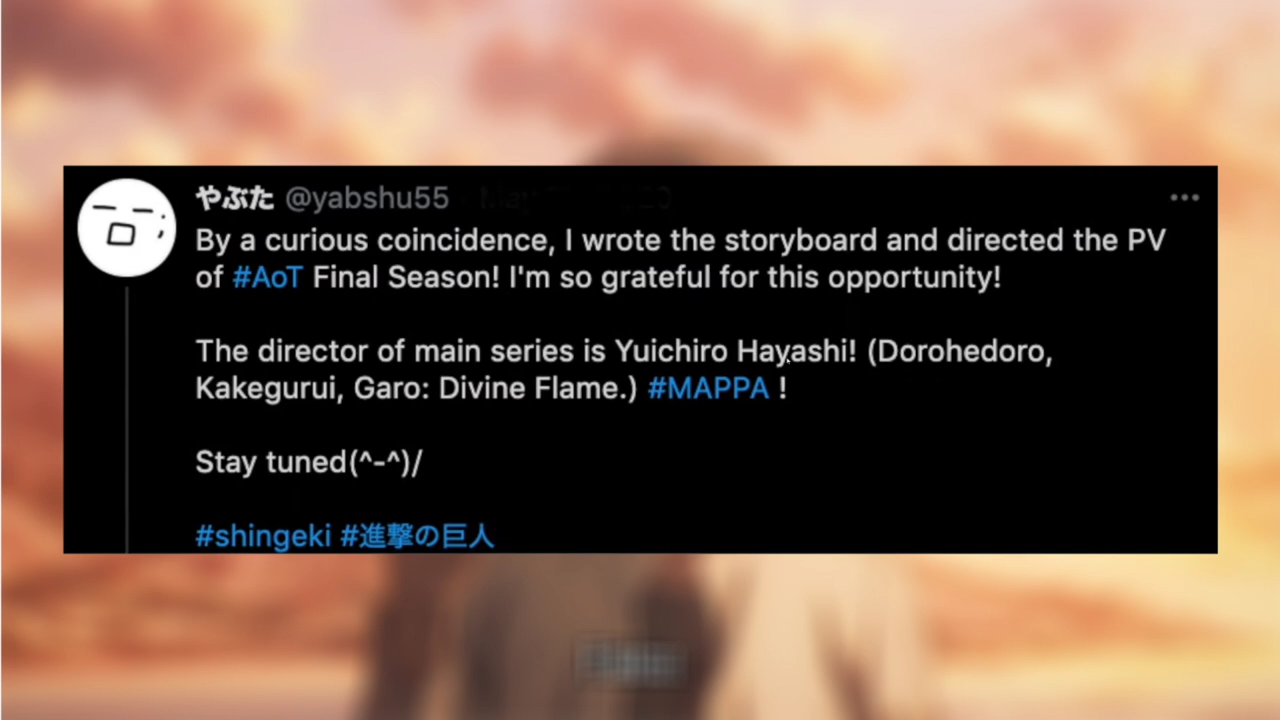 やぶた @yabshu55
By a curious coincidence, I wrote the storyboard and directed the PV
of #AoT Final Season! I'm so grateful for this opportunity!
The director of main series is Yuichiro Hayashi! (Dorohedoro,
Kakegurui, Garo: Divine Flame.) #MAPPA !
Stay tuned(^-^)/
#shingeki #進撃の巨人